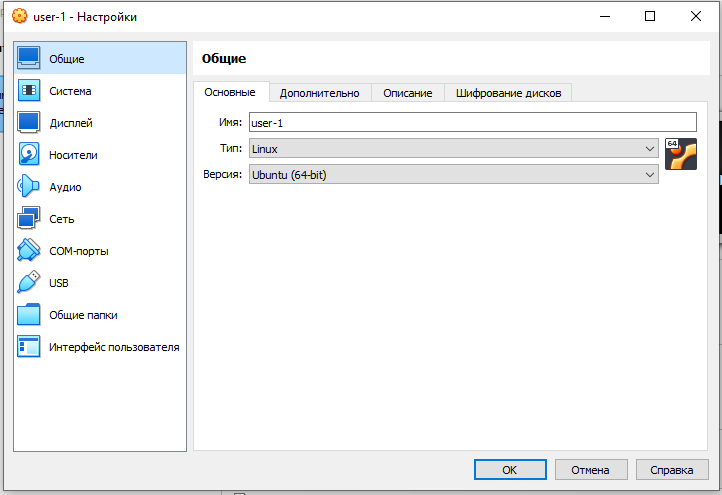 user-1 - Настройки
Общие
Система
Дисплей
Носители
Аудио
Сеть
COM-порты
USB
Общие папки
Интерфейс пользователя
Общие
Основные Дополнительно Описание Шифрование дисков
Имя: user-1
Тип: Linux
64
Версия: Ubuntu (64-bit)
OK Отмена Справка